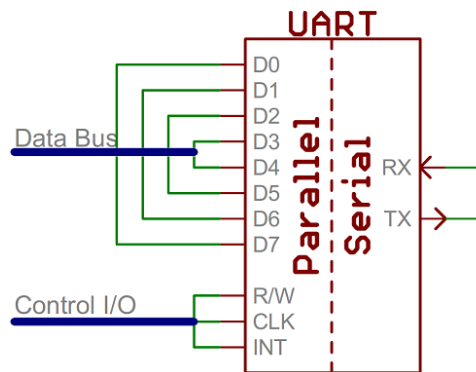 UART
Data Bus
D0
D1
D2
D3
D4
D5
D6
D7
Control I/O
R/W
CLK
INT
Parallel
Serial
RX
TX